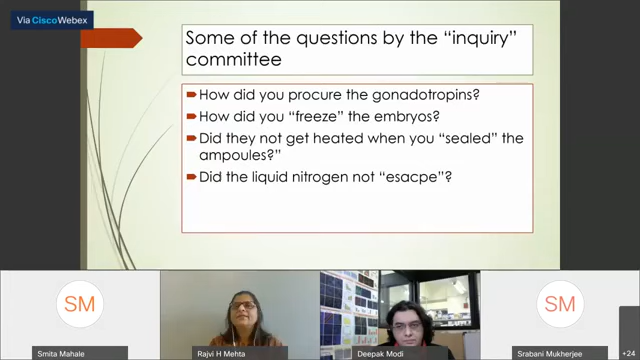 Via Cisco Webex
Some of the questions by the “inquiry”
committee
How did you procure the gonadotropins?
How did you “freeze” the embryos?
Did they not get heated when you “sealed” the
ampoules?”
Did the liquid nitrogen not “esacpe”?
SM
SM
Smita Mahale
Rajvi H Mehta
Deepak Modi
Srabani Mukherjee
+24